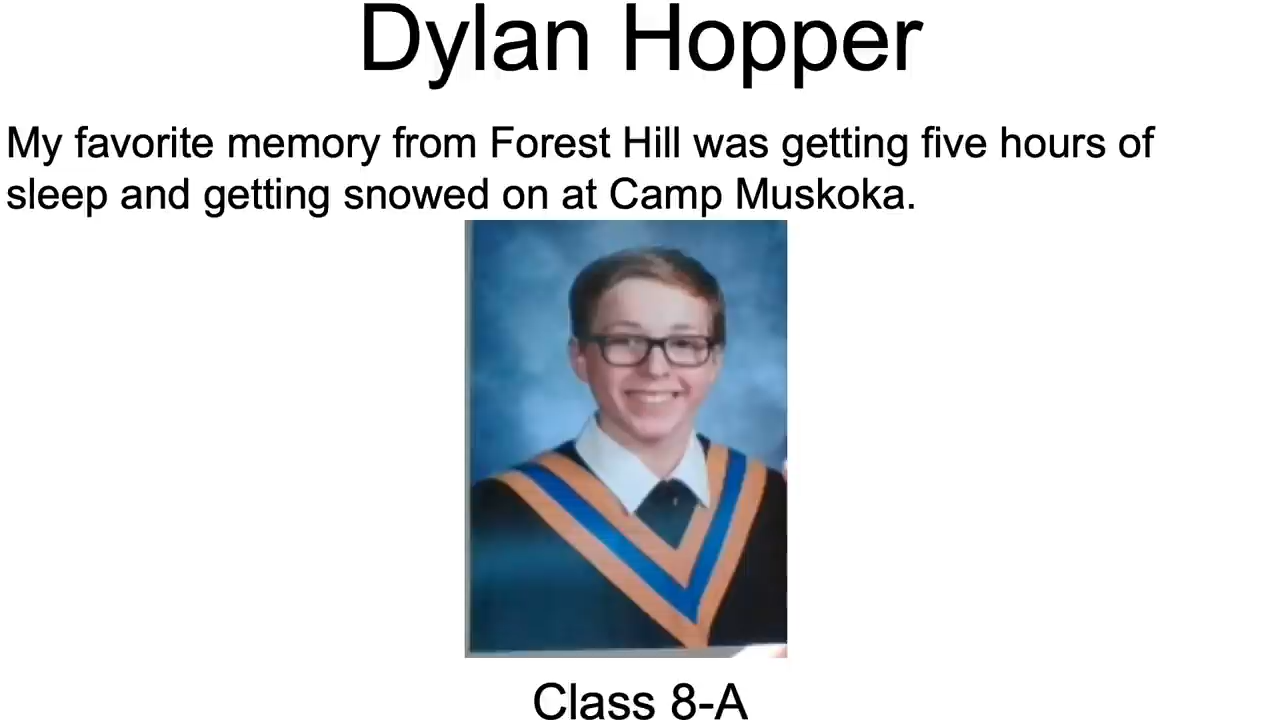 Dylan Hopper
My favorite memory from Forest Hill was getting five hours of
sleep and getting snowed on at Camp Muskoka.
Class 8-A